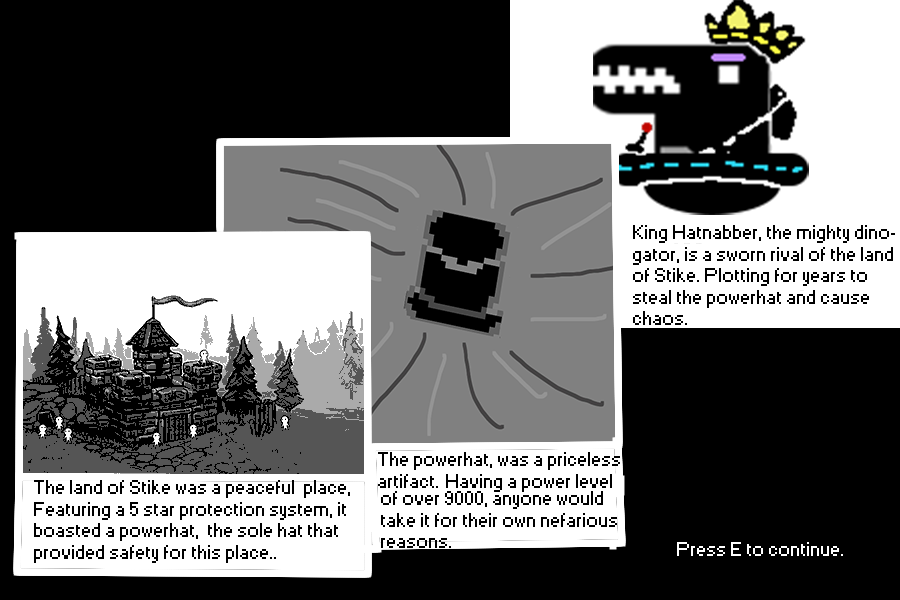 The land of Stike was a peaceful place,
Featuring a 5 star protection system, it
boasted a powerhat, the sole hat that
provided safety for this place..
The powerhat, was a priceless
artifact. Having a power level
of over 9000, anyone would
take it for their own nefarious
reasons.
King Hatnabber, the mighty dino-
gator, is a sworn rival of the land
of Stike. Plotting for years to
steal the powerhat and cause
chaos.
Press E to continue.